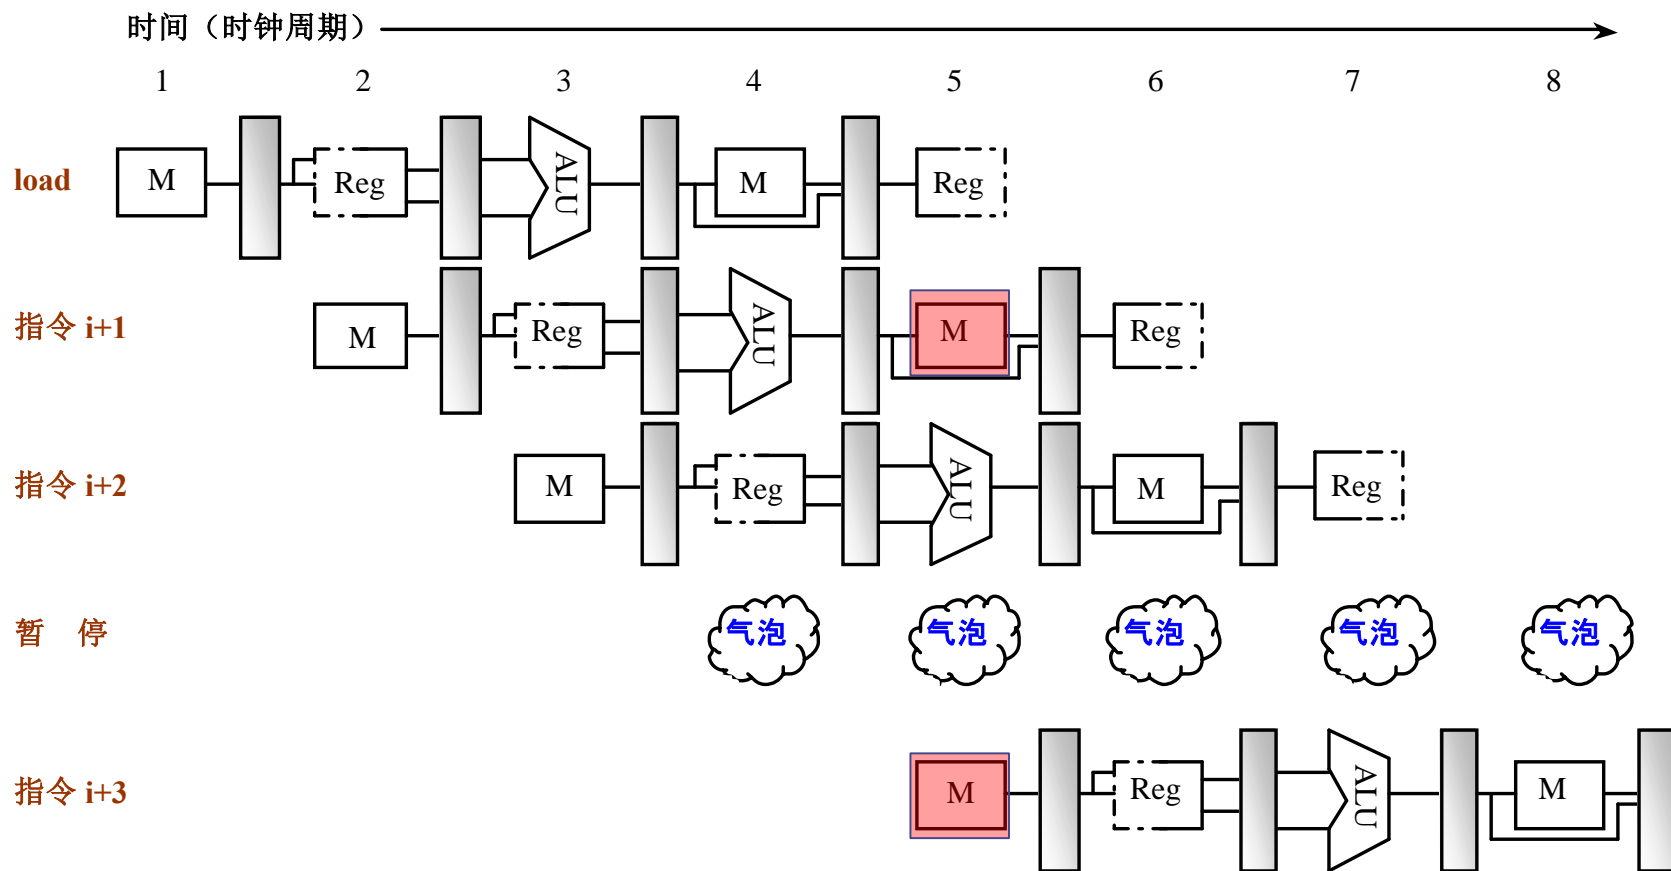 时间（时钟周期）
1 2 3 4 5 6 7 8
load M Reg ALU M Reg
指令 i+1 M Reg ALU M Reg
指令 i+2 M Reg ALU M Reg
暂 停 气泡 气泡 气泡 气泡 气泡
指令 i+3 M Reg ALU M